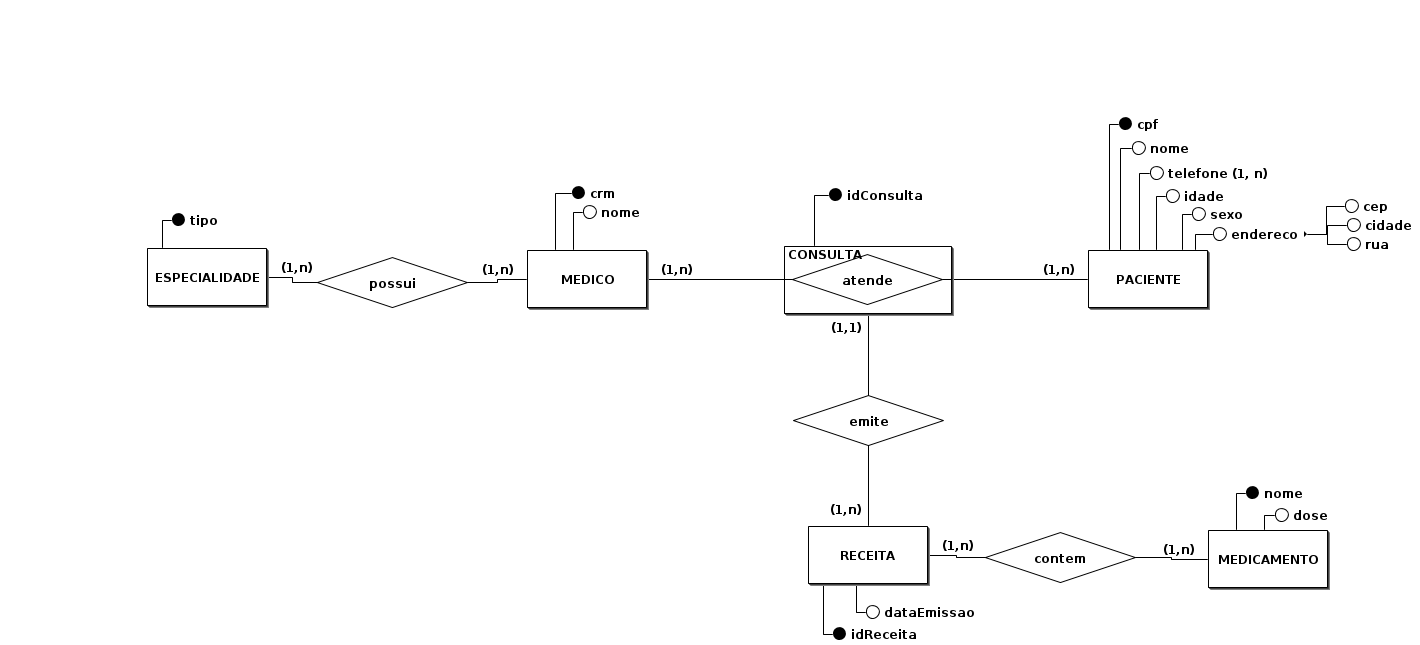 cpf
nome
telefone (1, n)
idade
sexo
endereco
cep
cidade
rua
crm
nome
idConsulta
tipo
ESPECIALIDADE
(1,n)
possui
(1,n)
MEDICO
(1,n)
CONSULTA
atende
(1,n)
PACIENTE
(1,1)
emite
(1,n)
RECEITA
(1,n)
contem
(1,n)
MEDICAMENTO
nome
dose
dataEmissao
idReceita